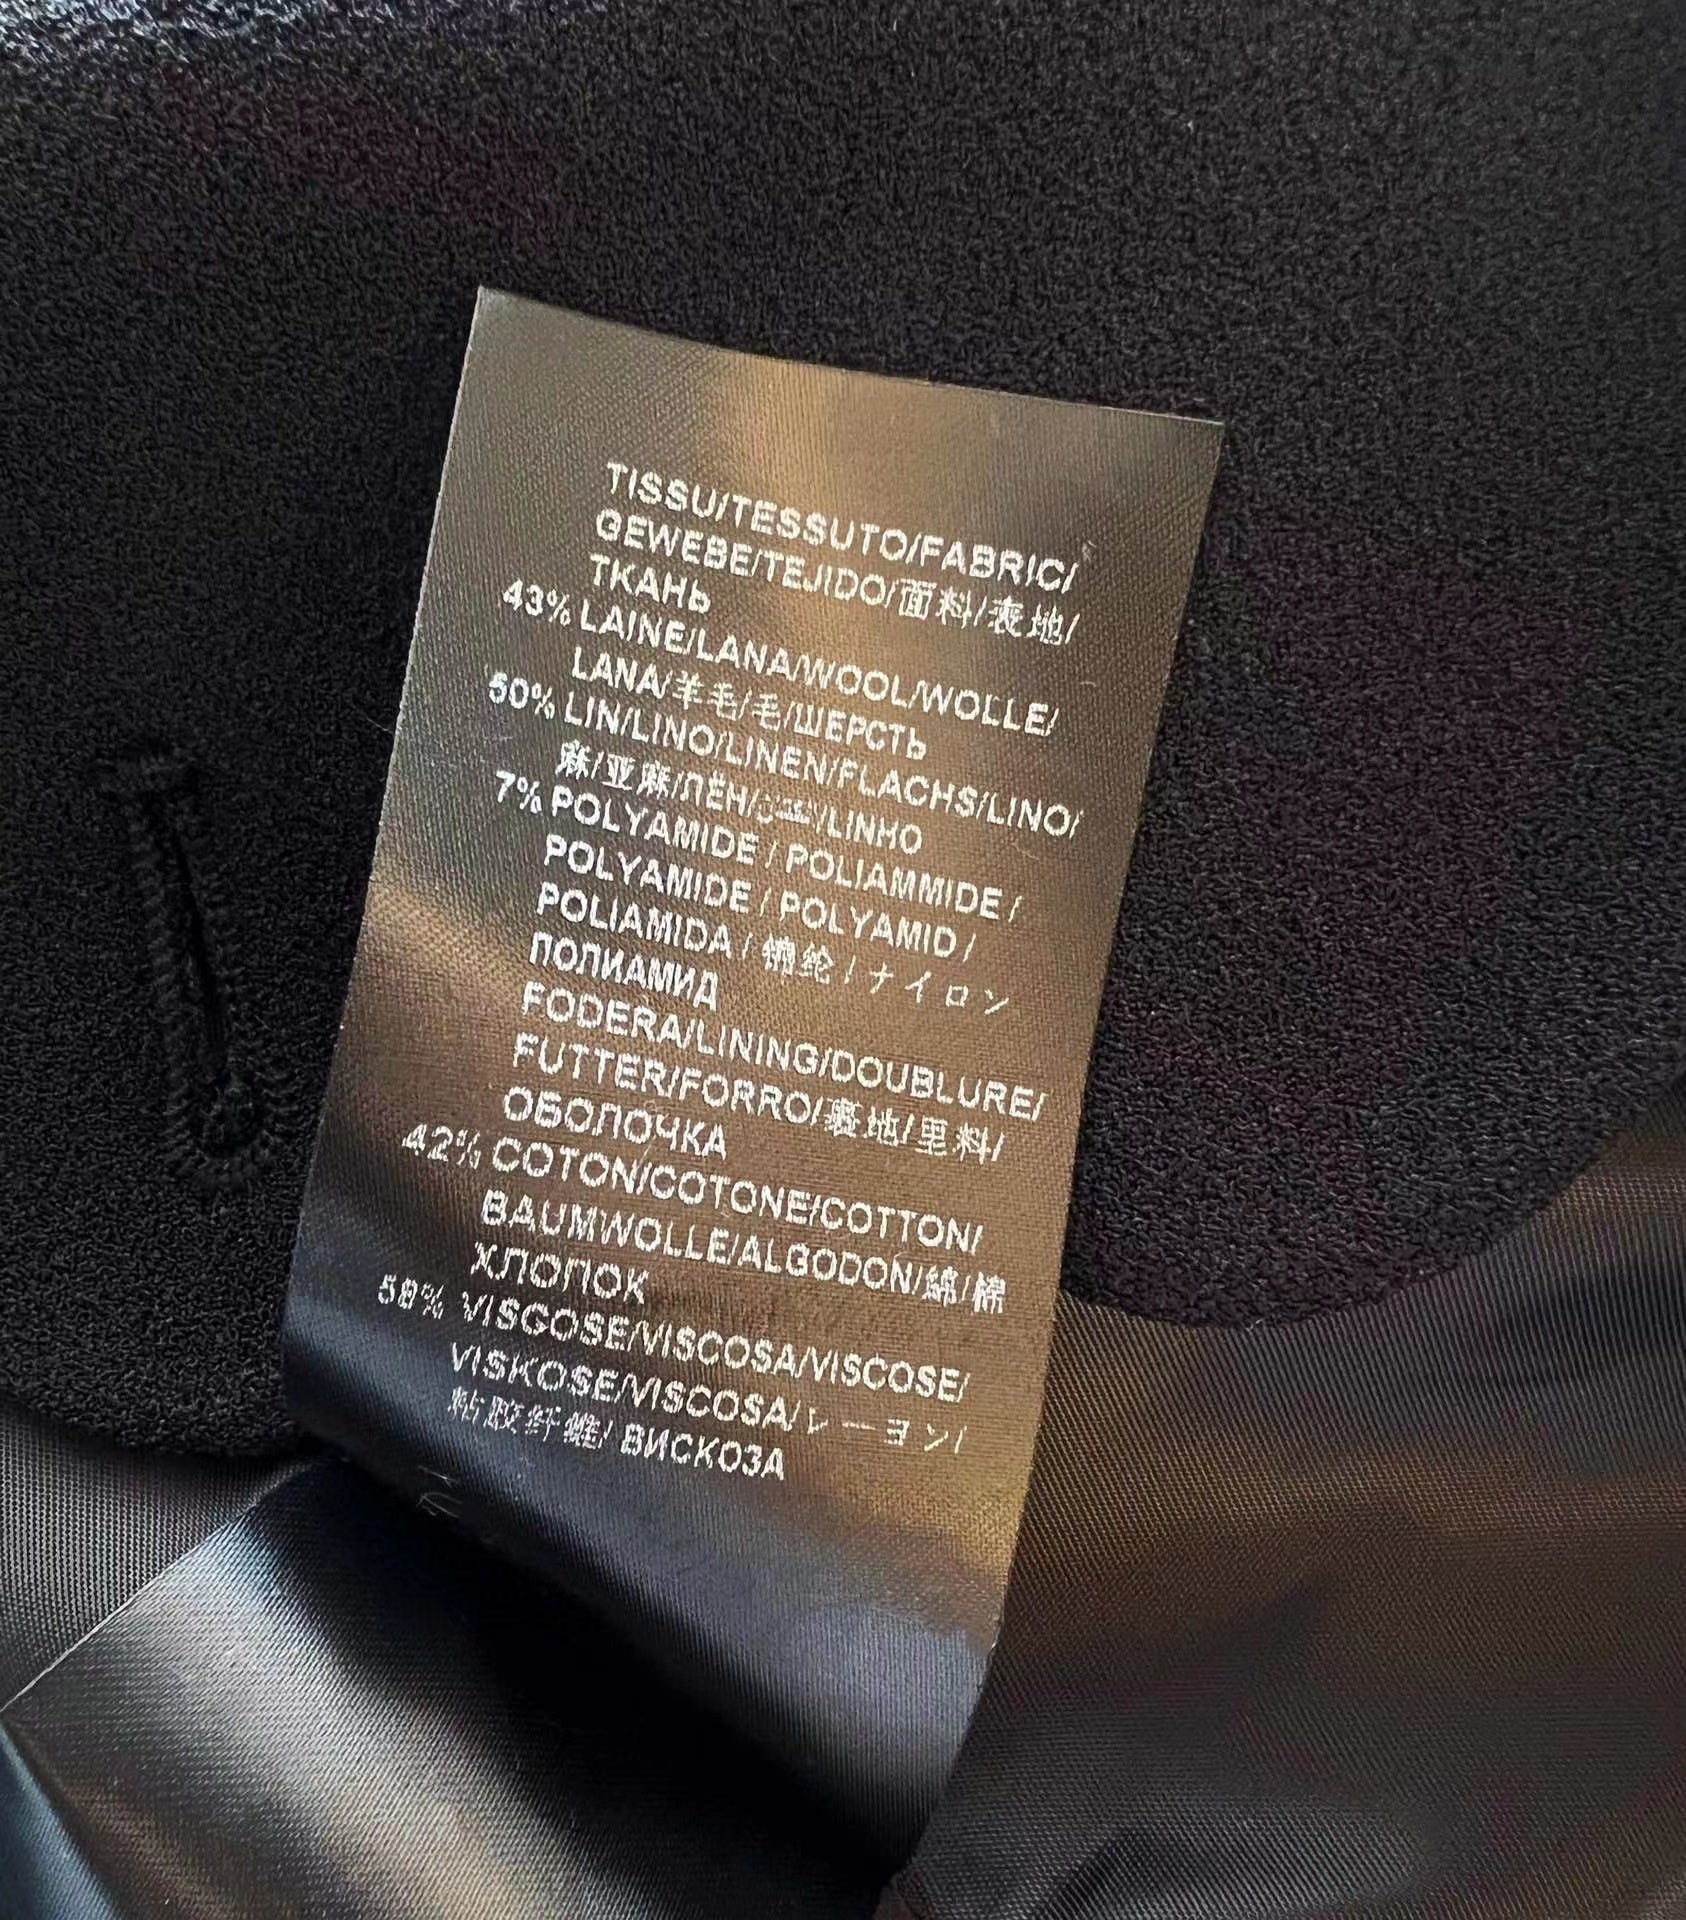 TISSU/TESSUTO/FABRIC/
GEWEBE/TEJIDO/面料/表地/
ТКАНЬ
43% LAINE/LANA/WOOL/WOLLE/
LANA/羊毛/毛/ШЕРСТЬ
50% LIN/LINO/LINEN/FLACHS/LINO/
麻/亚麻/ЛЁН/ /LINHO
7% POLYAMIDE / POLIAMMIDE /
POLYAMIDE / POLYAMID /
POLIAMIDA / 锦纶 / ナイロン
ПОЛИАМИД
FODERA/LINING/DOUBLURE/
FUTTER/FORRO/裏地/里料/
ОБОЛОЧКА
42% COTON/COTONE/COTTON/
BAUMWOLLE/ALGODON/綿/棉
ХЛОПОК
58% VISCOSE/VISCOSA/VISCOSE/
VISKOSE/VISCOSA/レーヨン/
粘胶纤维/ ВИСКОЗА